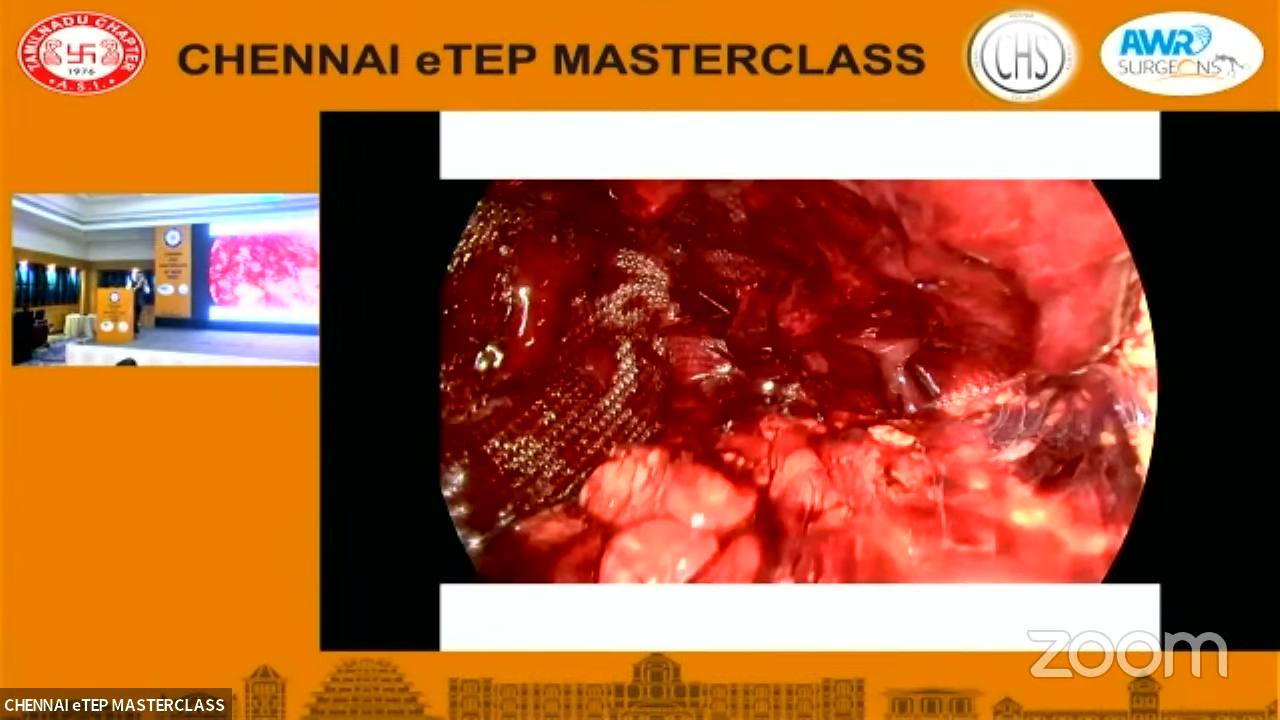 TAMILNADU CHAPTER
1976
A.S.I.
CHENNAI eTEP MASTERCLASS
CHS
AWR
SURGEONS
zoom
CHENNAI eTEP MASTERCLASS